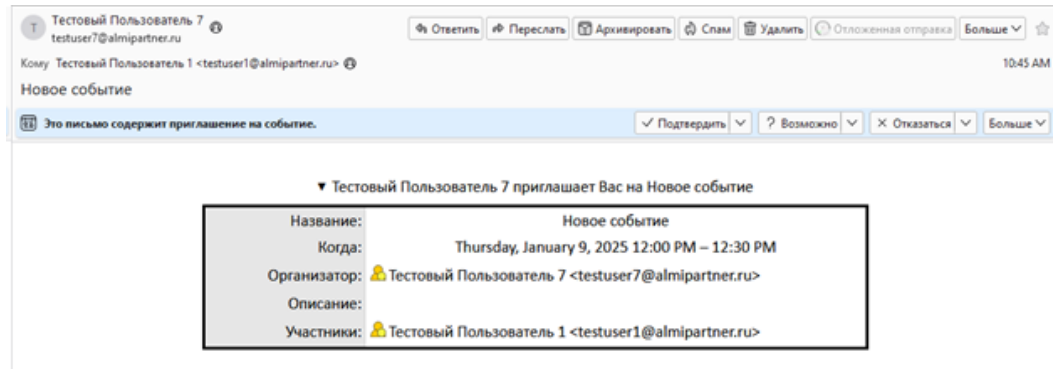 Т Тестовый Пользователь 7
testuser7@almipartner.ru
Ответить Переслать Архивировать Спам Удалить Отложенная отправка Больше
Кому Тестовый Пользователь 1 <testuser1@almipartner.ru> 10:45 AM
Новое событие
Это письмо содержит приглашение на событие. Подтвердить ? Возможно Отказаться Больше
Тестовый Пользователь 7 приглашает Вас на Новое событие
Название: Новое событие
Когда: Thursday, January 9, 2025 12:00 PM – 12:30 PM
Организатор: Тестовый Пользователь 7 <testuser7@almipartner.ru>
Описание:
Участники: Тестовый Пользователь 1 <testuser1@almipartner.ru>